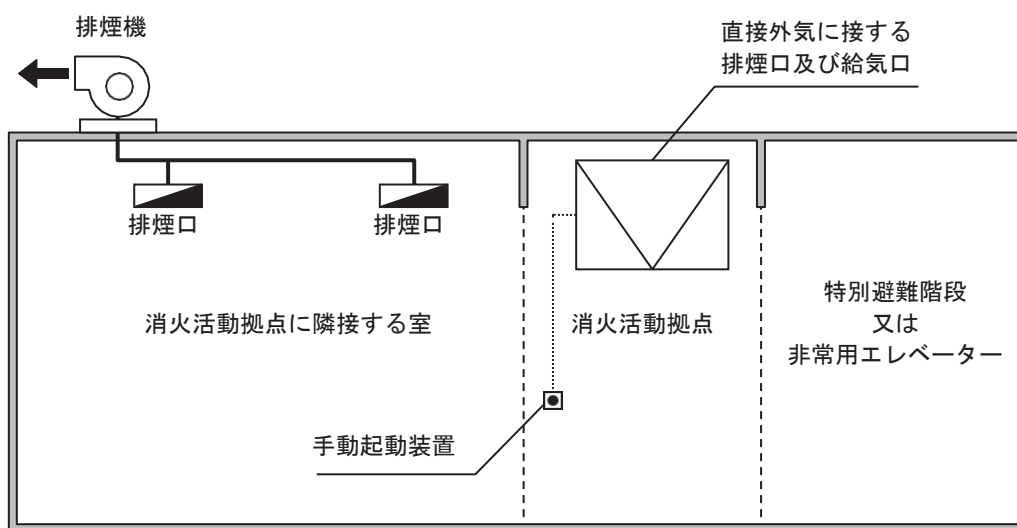 排煙機
直接外気に接する
排煙口及び給気口
排煙口
排煙口
消火活動拠点に隣接する室
消火活動拠点
特別避難階段
又は
非常用エレベーター
手動起動装置